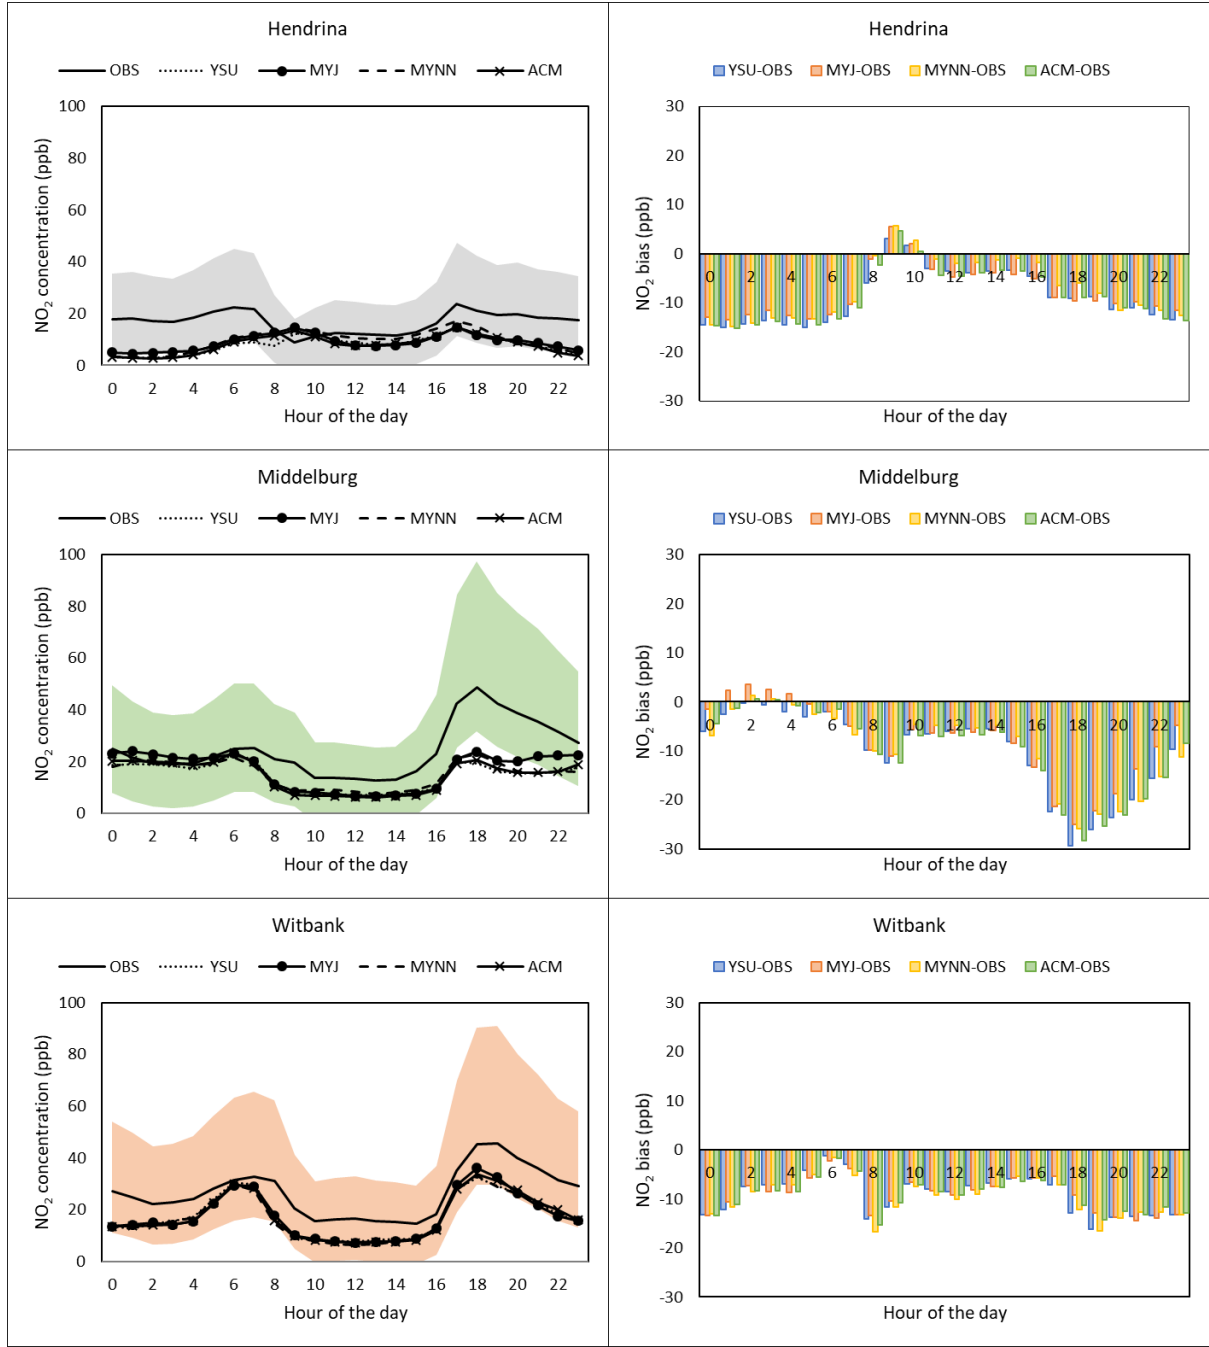 Hendrina
OBS YSU MYJ MYNN ACM
NO2 concentration (ppb)
100
80
60
40
20
0
0 2 4 6 8 10 12 14 16 18 20 22
Hour of the day
Hendrina
YSU-OBS MYJ-OBS MYNN-OBS ACM-OBS
NO2 bias (ppb)
30
20
10
0
-10
-20
-30
0 2 4 6 8 10 12 14 16 18 20 22
Hour of the day
Middelburg
OBS YSU MYJ MYNN ACM
NO2 concentration (ppb)
100
80
60
40
20
0
0 2 4 6 8 10 12 14 16 18 20 22
Hour of the day
Middelburg
YSU-OBS MYJ-OBS MYNN-OBS ACM-OBS
NO2 bias (ppb)
30
20
10
0
-10
-20
-30
0 2 4 6 8 10 12 14 16 18 20 22
Hour of the day
Witbank
OBS YSU MYJ MYNN ACM
NO2 concentration (ppb)
100
80
60
40
20
0
0 2 4 6 8 10 12 14 16 18 20 22
Hour of the day
Witbank
YSU-OBS MYJ-OBS MYNN-OBS ACM-OBS
NO2 bias (ppb)
30
20
10
0
-10
-20
-30
0 2 4 6 8 10 12 14 16 18 20 22
Hour of the day